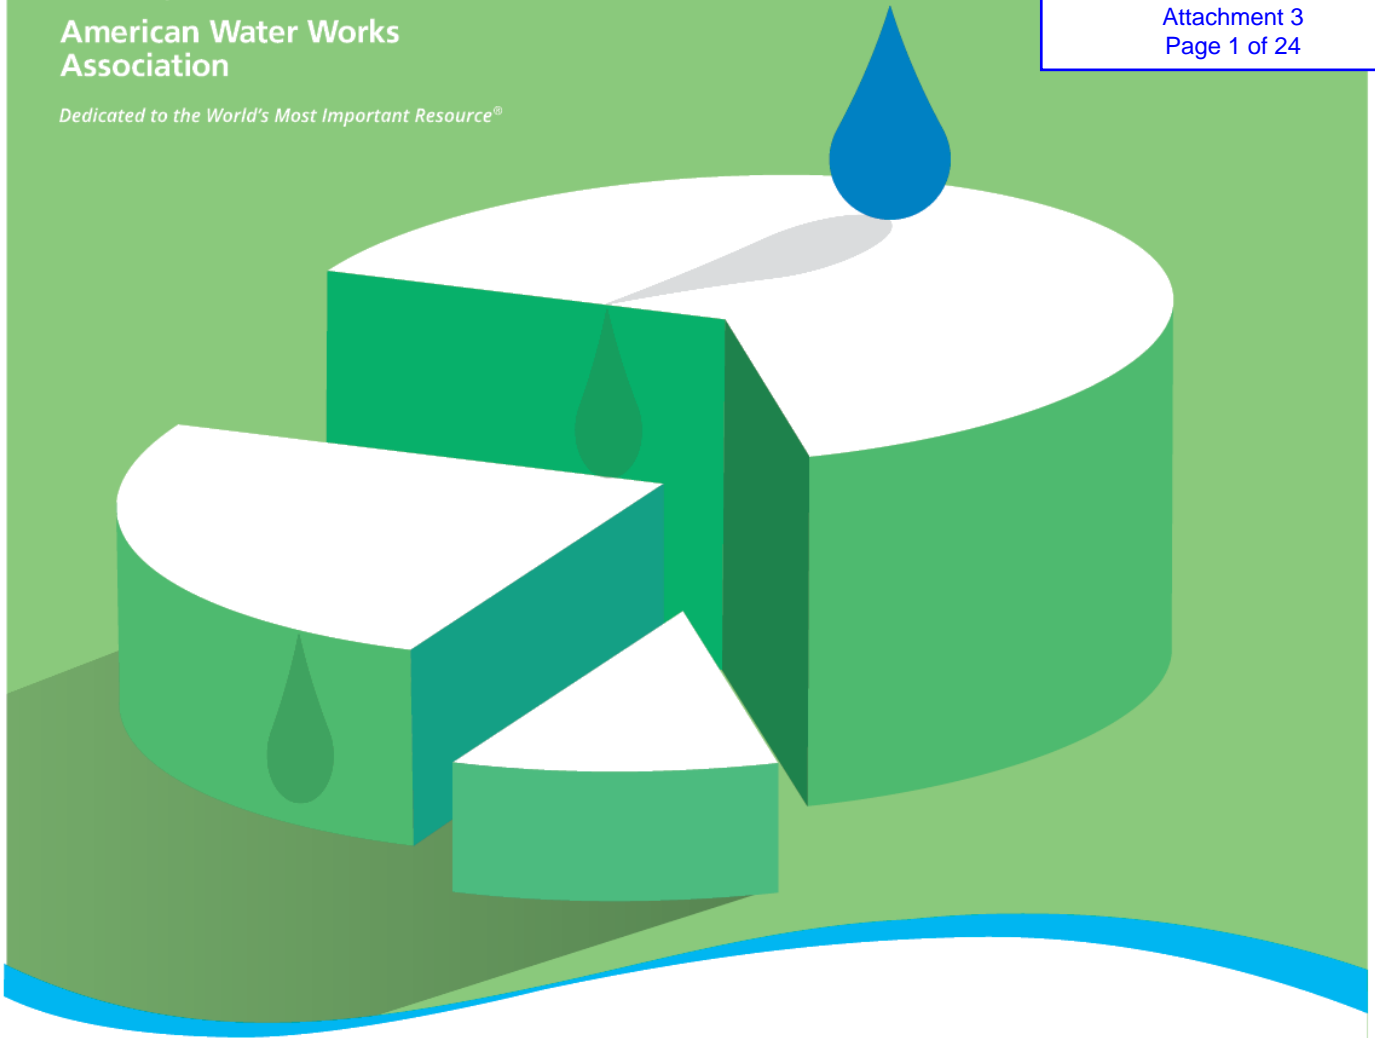 American Water Works
Association
Dedicated to the World's Most Important Resource®
Attachment 3
Page 1 of 24